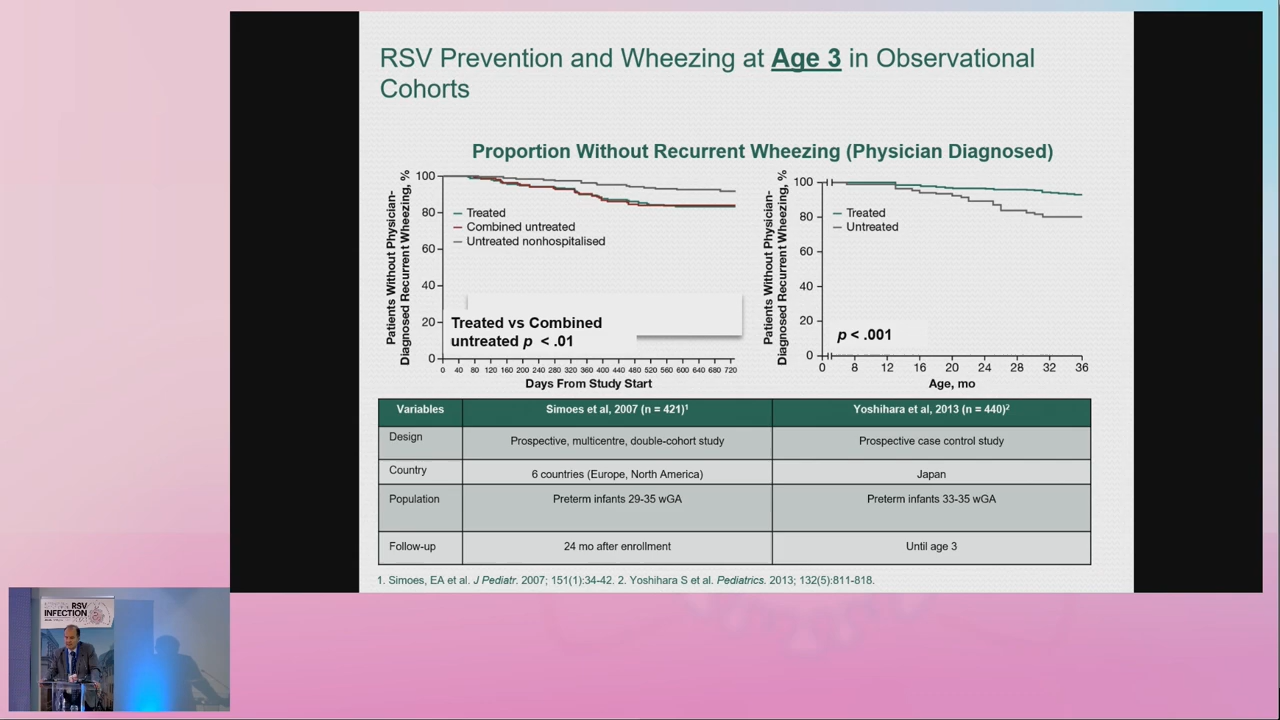 RSV Prevention and Wheezing at Age 3 in Observational
Cohorts
Proportion Without Recurrent Wheezing (Physician Diagnosed)
Patients Without Physician-
Diagnosed Recurrent Wheezing, %
100
80
60
40
20
0
Treated
Combined untreated
Untreated nonhospitalised
Treated vs Combined
untreated p < .01
0 40 80 120 160 200 240 280 320 360 400 440 480 520 560 600 640 680 720
Days From Study Start
Patients Without Physician-
Diagnosed Recurrent Wheezing, %
100
80
60
40
20
0
Treated
Untreated
p < .001
0 8 12 16 20 24 28 32 36
Age, mo
Variables Simoes et al, 2007 (n = 421)1 Yoshihara et al, 2013 (n = 440)2
Design Prospective, multicentre, double-cohort study Prospective case control study
Country 6 countries (Europe, North America) Japan
Population Preterm infants 29-35 wGA Preterm infants 33-35 wGA
Follow-up 24 mo after enrollment Until age 3
1. Simoes, EA et al. J Pediatr. 2007; 151(1):34-42. 2. Yoshihara S et al. Pediatrics. 2013; 132(5):811-818.
RSV
INFECTION